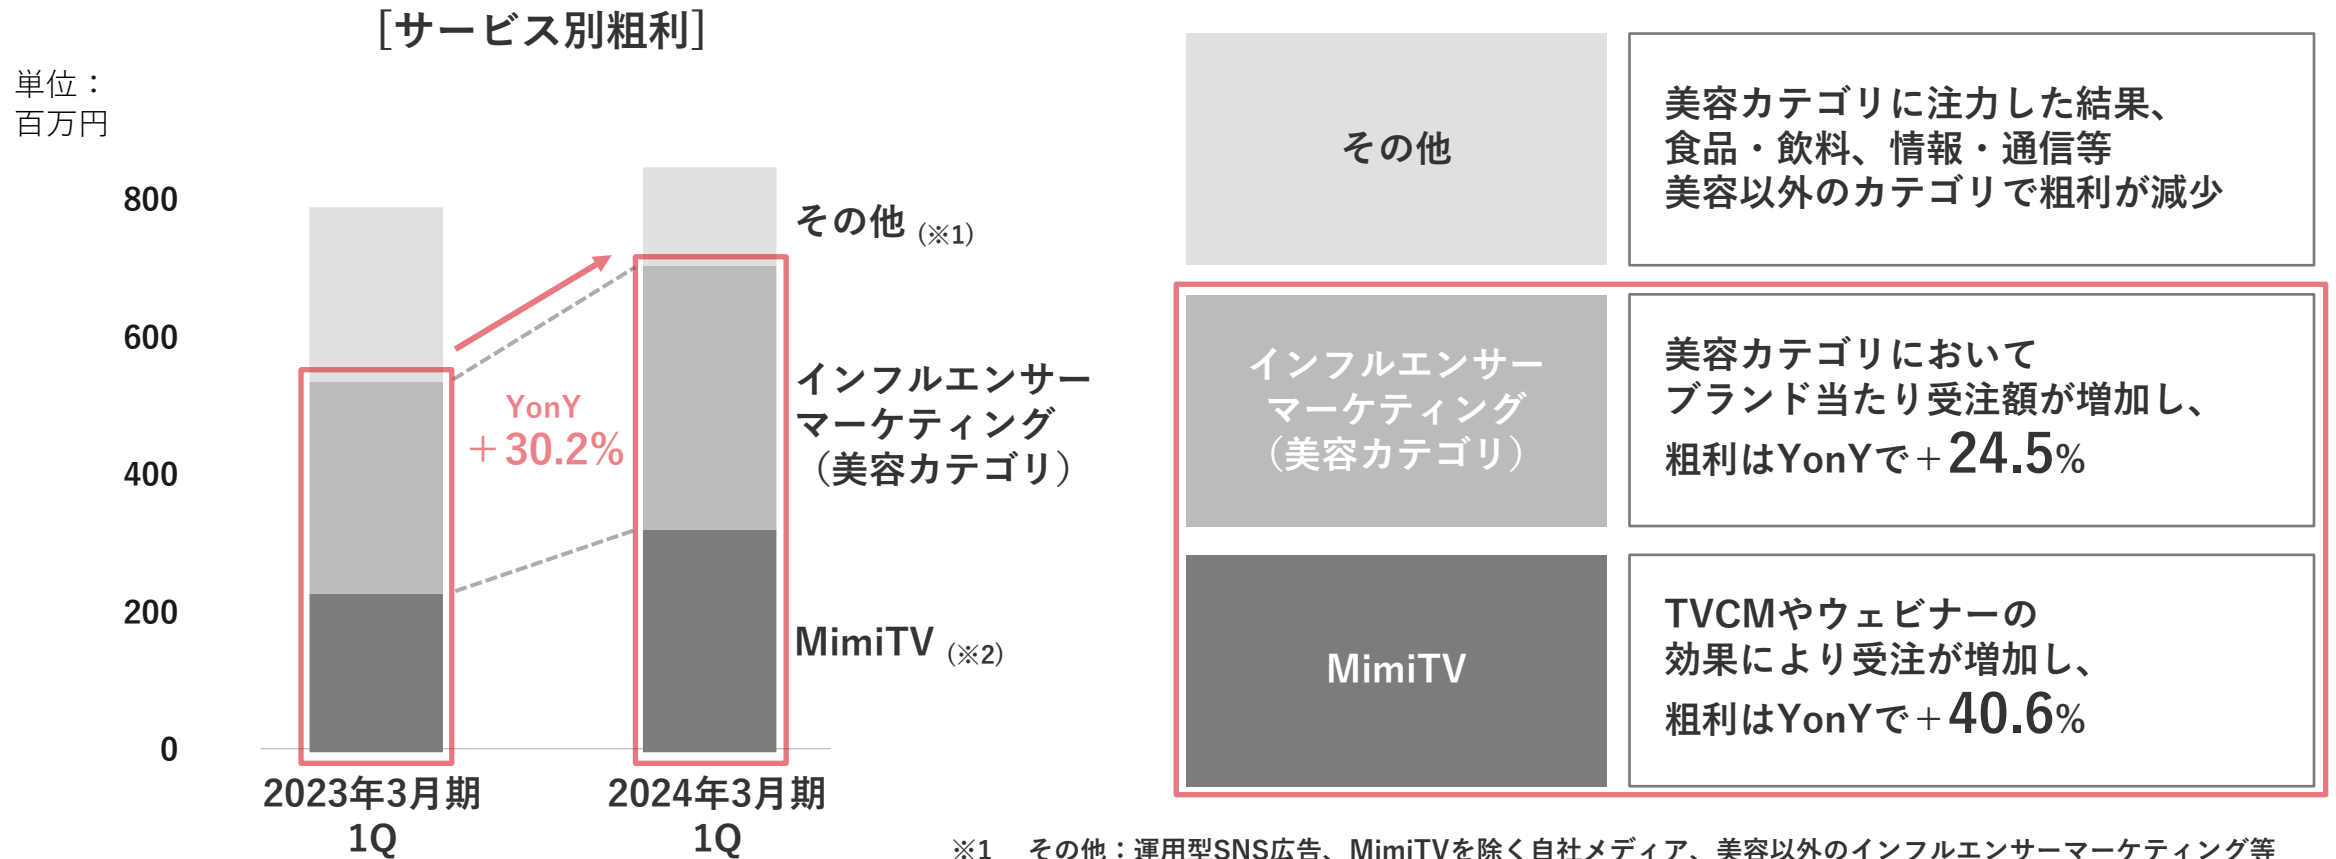 [サービス別粗利]
単位：
百万円
800
600
400
200
0
YonY
＋30.2%
その他 (※1)
インフルエンサー
マーケティング
（美容カテゴリ）
MimiTV (※2)
2023年3月期
1Q
2024年3月期
1Q
その他
美容カテゴリに注力した結果、
食品・飲料、情報・通信等
美容以外のカテゴリで粗利が減少
インフルエンサー
マーケティング
（美容カテゴリ）
美容カテゴリにおいて
ブランド当たり受注額が増加し、
粗利はYonYで＋24.5%
MimiTV
TVCMやウェビナーの
効果により受注が増加し、
粗利はYonYで＋40.6%
※1 その他：運用型SNS広告、MimiTVを除く自社メディア、美容以外のインフルエンサーマーケティング等